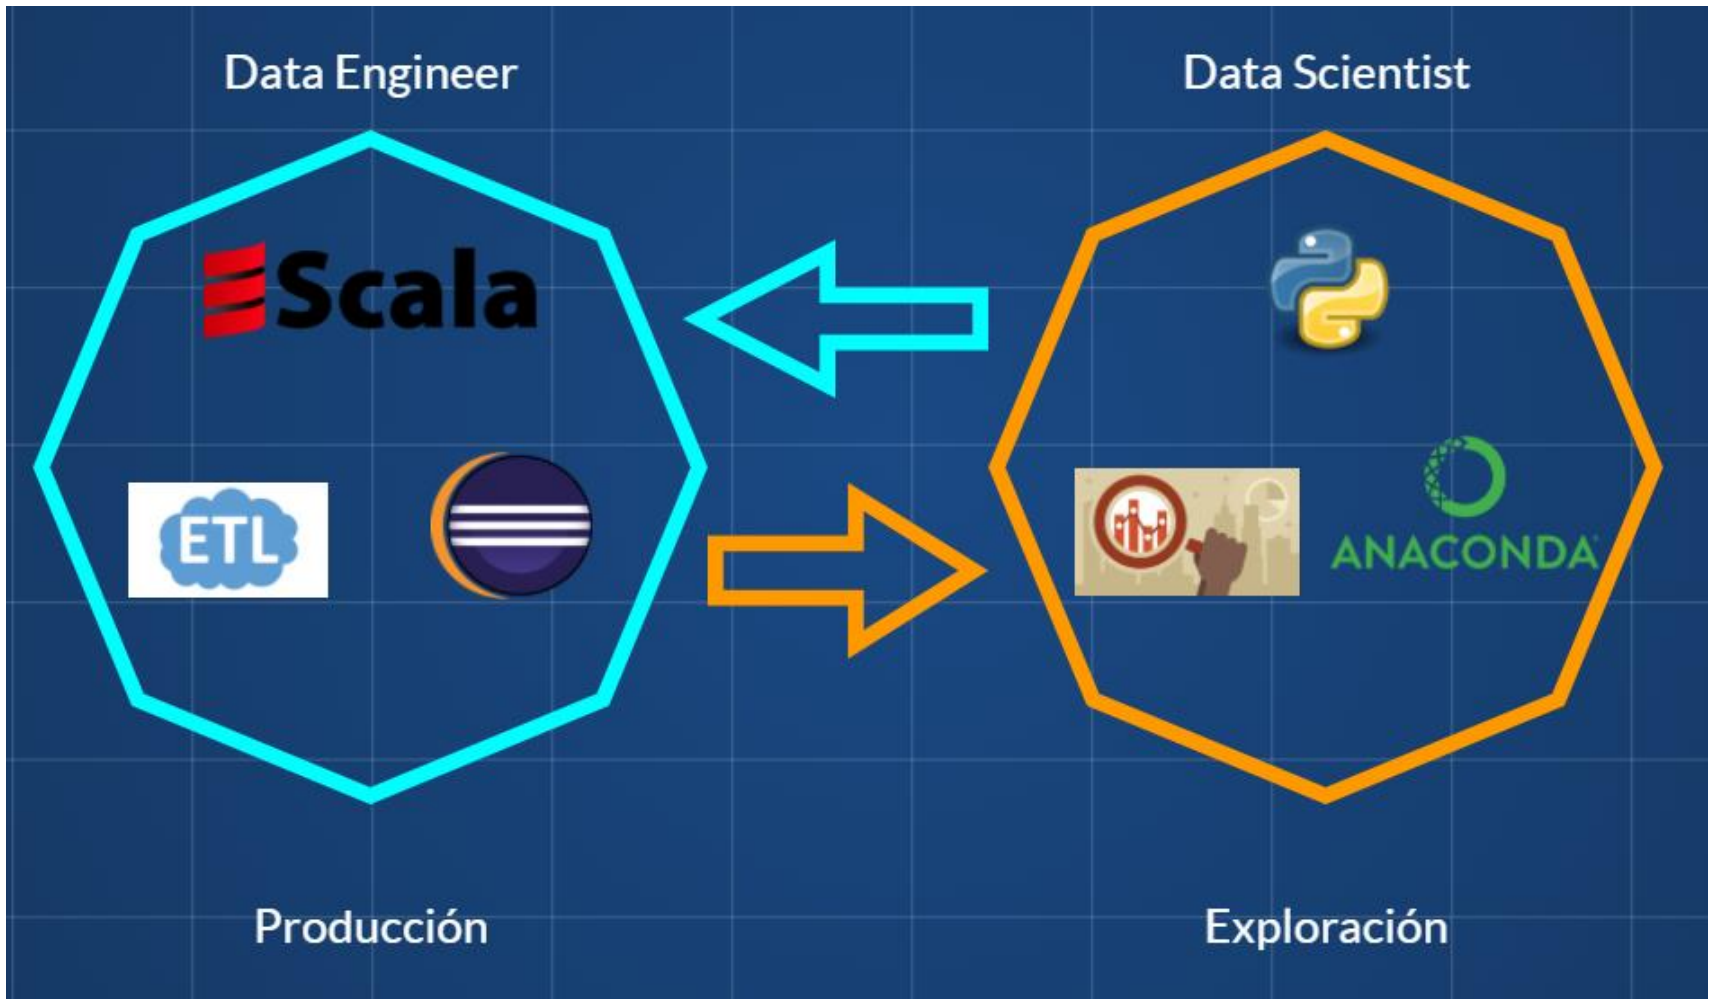 Data Engineer
Data Scientist
Scala
ETL
ANACONDA
Producción
Exploración